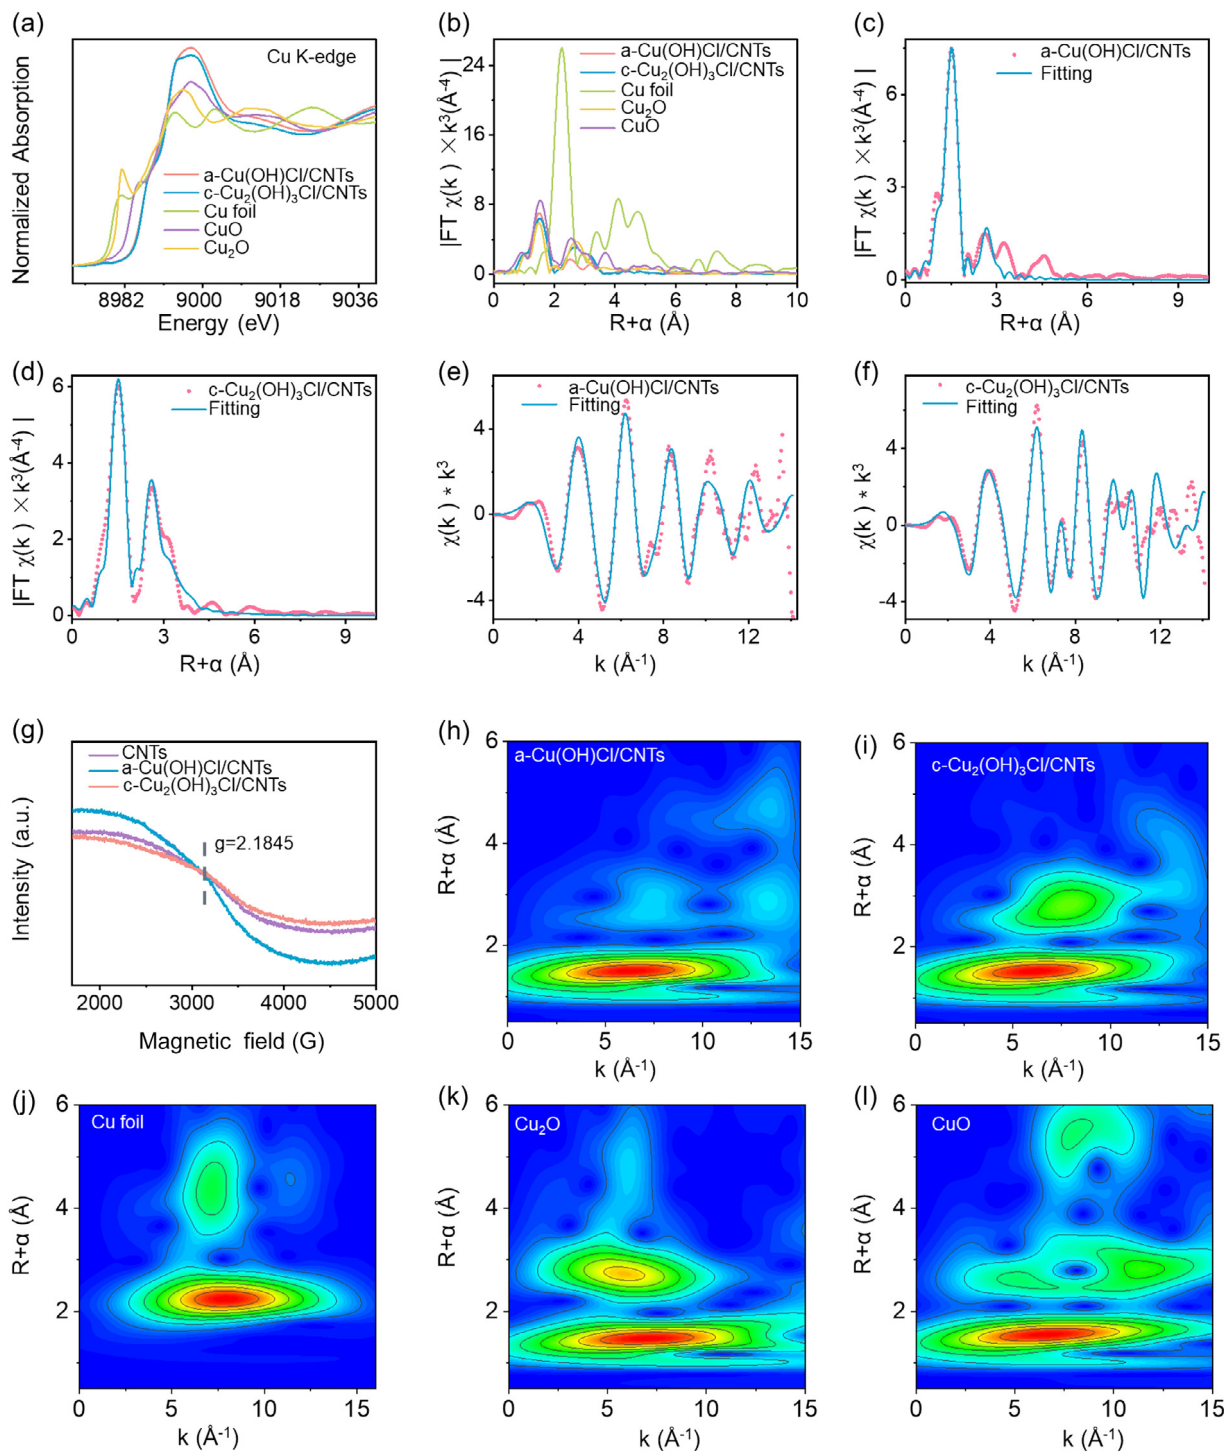 (a)
Normalized Absorption
Cu K-edge
a-Cu(OH)Cl/CNTs
c-Cu₂(OH)₃Cl/CNTs
Cu foil
CuO
Cu₂O
8982 9000 9018 9036
Energy (eV)
(b)
|FT χ(k) × k³(Å⁻⁴)|
24
16
8
0
a-Cu(OH)Cl/CNTs
c-Cu₂(OH)₃Cl/CNTs
Cu foil
Cu₂O
CuO
0 2 4 6 8 10
R+α (Å)
(c)
|FT χ(k) × k³(Å⁻⁴)|
6
3
0
a-Cu(OH)Cl/CNTs
Fitting
0 3 6 9
R+α (Å)
(d)
|FT χ(k) × k³(Å⁻⁴)|
6
4
2
0
c-Cu₂(OH)₃Cl/CNTs
Fitting
0 3 6 9
R+α (Å)
(e)
χ(k) * k³
4
0
-4
a-Cu(OH)Cl/CNTs
Fitting
0 4 8 12
k (Å⁻¹)
(f)
χ(k) * k³
4
0
-4
c-Cu₂(OH)₃Cl/CNTs
Fitting
0 4 8 12
k (Å⁻¹)
(g)
Intensity (a.u.)
CNTs
a-Cu(OH)Cl/CNTs
c-Cu₂(OH)₃Cl/CNTs
g=2.1845
2000 3000 4000 5000
Magnetic field (G)
(h)
R+α (Å)
6
4
2
a-Cu(OH)Cl/CNTs
0 5 10 15
k (Å⁻¹)
(i)
R+α (Å)
6
4
2
c-Cu₂(OH)₃Cl/CNTs
0 5 10 15
k (Å⁻¹)
(j)
R+α (Å)
6
4
2
Cu foil
0 5 10 15
k (Å⁻¹)
(k)
R+α (Å)
6
4
2
Cu₂O
0 5 10 15
k (Å⁻¹)
(l)
R+α (Å)
6
4
2
CuO
0 5 10 15
k (Å⁻¹)